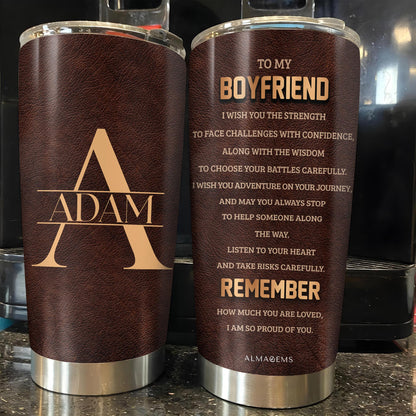 A
ADAM
TO MY
BOYFRIEND
I WISH YOU THE STRENGTH
TO FACE CHALLENGES WITH CONFIDENCE,
ALONG WITH THE WISDOM
TO CHOOSE YOUR BATTLES CAREFULLY.
I WISH YOU ADVENTURE ON YOUR JOURNEY,
AND MAY YOU ALWAYS STOP
TO HELP SOMEONE ALONG
THE WAY,
LISTEN TO YOUR HEART
AND TAKE RISKS CAREFULLY.
REMEMBER
HOW MUCH YOU ARE LOVED,
I AM SO PROUD OF YOU.
ALMAGEMS